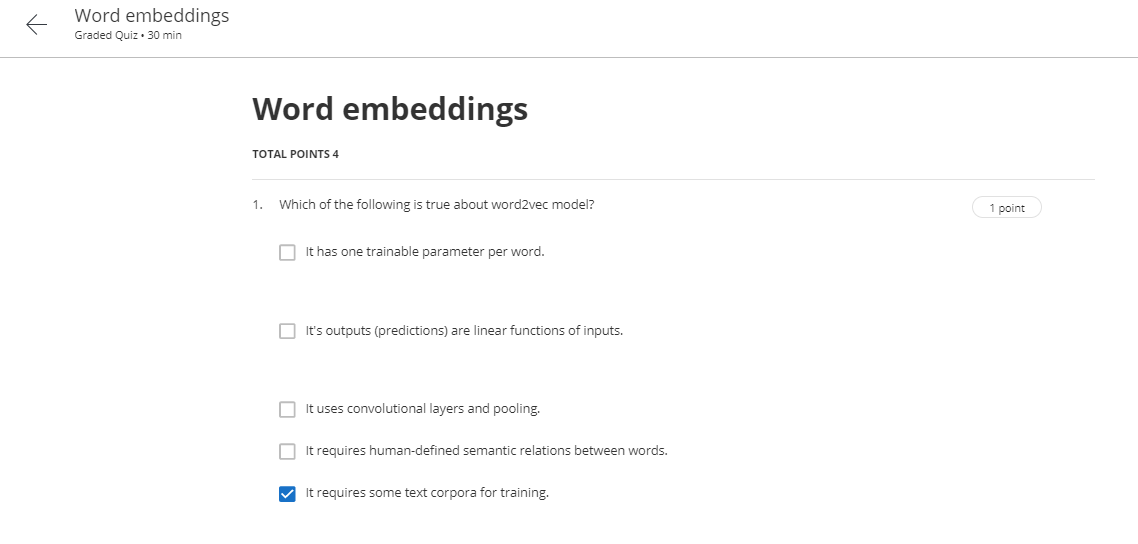 Word embeddings
Graded Quiz • 30 min
Word embeddings
TOTAL POINTS 4
1. Which of the following is true about word2vec model?
1 point
It has one trainable parameter per word.
It's outputs (predictions) are linear functions of inputs.
It uses convolutional layers and pooling.
It requires human-defined semantic relations between words.
It requires some text corpora for training.